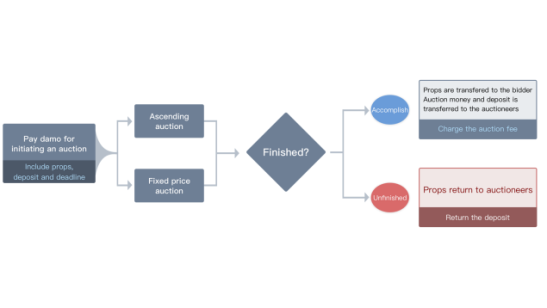 Pay damo for
initiating an auction
Include props,
deposit and deadline
Ascending
auction
Fixed price
auction
Finished?
Accomplish
Props are transfered to the bidder
Auction money and deposit is
transferred to the auctioneers
Charge the auction fee
Unfinished
Props return to auctioneers
Return the deposit